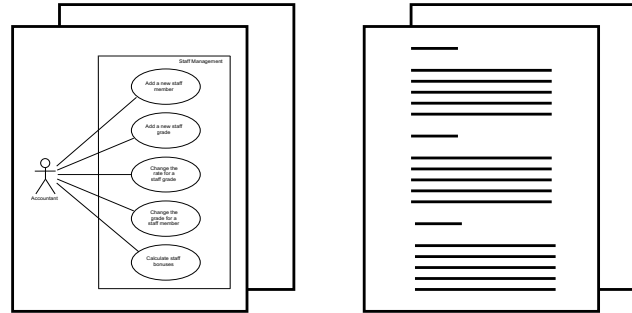 Staff Management
Add a new staff
member
Add a new staff
grade
Change the
rate for a
staff grade
Accountant
Change the
grade for a
staff member
Calculate staff
bonuses